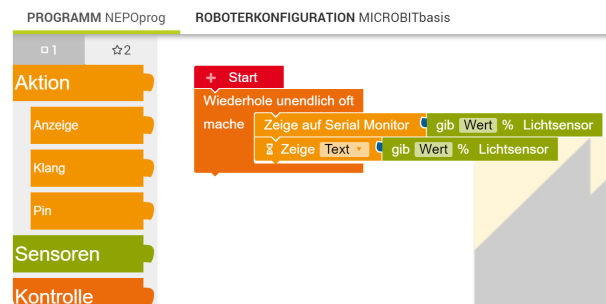 PROGRAMM NEPOprog ROBOTERKONFIGURATION MICROBITbasis
1 2
Aktion
Anzeige
Klang
Pin
Sensoren
Kontrolle
+ Start
Wiederhole unendlich oft
mache Zeige auf Serial Monitor gib Wert % Lichtsensor
Zeige Text gib Wert % Lichtsensor